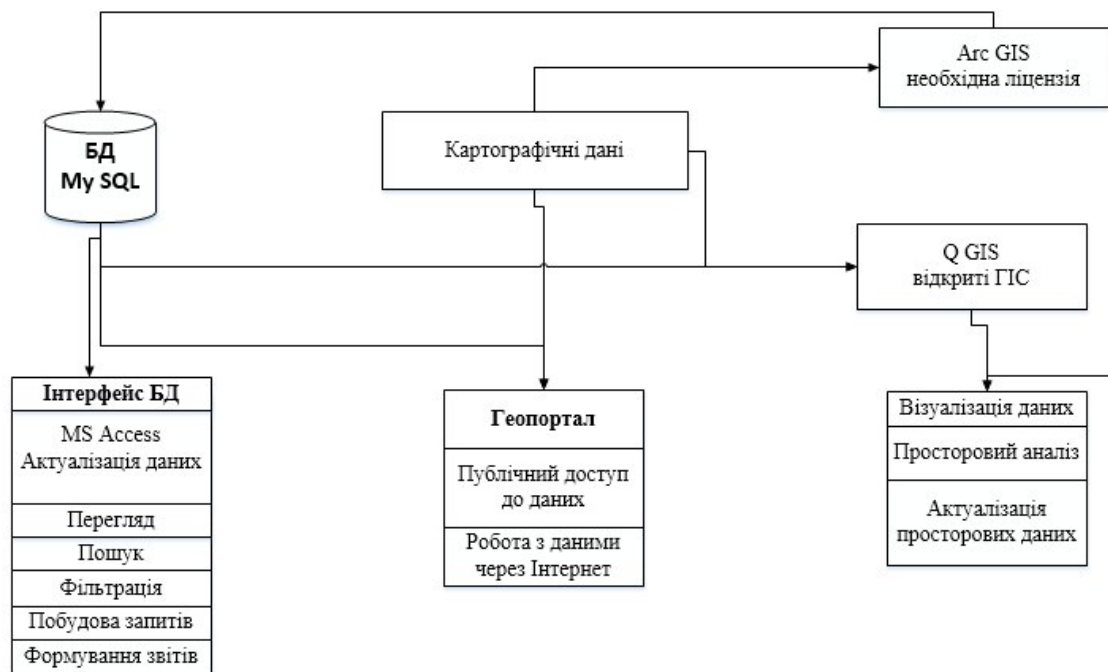 Arc GIS
необхідна ліцензія
БД
My SQL
Картографічні дані
Q GIS
відкриті ГІС
Інтерфейс БД
MS Access
Актуалізація даних
Перегляд
Пошук
Фільтрація
Побудова запитів
Формування звітів
Геопортал
Публічний доступ
до даних
Робота з даними
через Інтернет
Візуалізація даних
Просторовий аналіз
Актуалізація
просторових даних